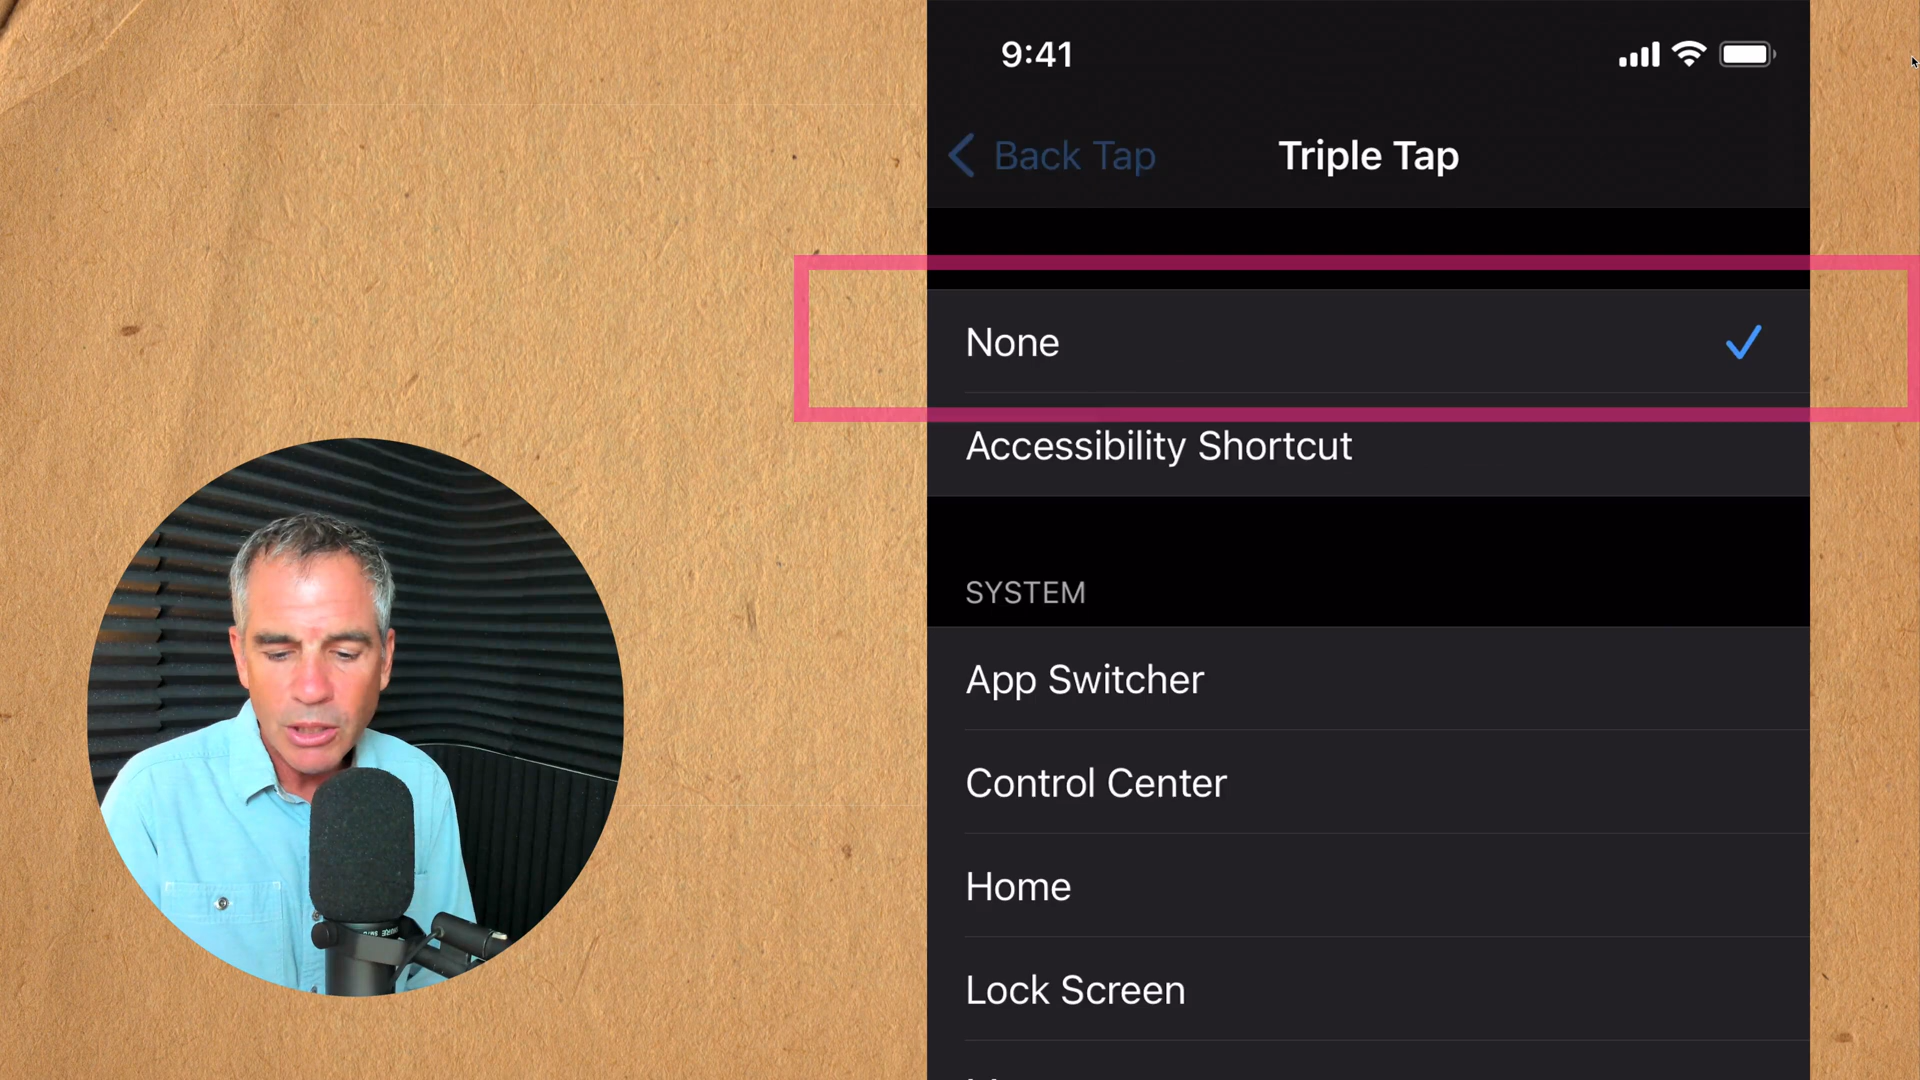 9:41
Back Tap
Triple Tap
None
Accessibility Shortcut
SYSTEM
App Switcher
Control Center
Home
Lock Screen